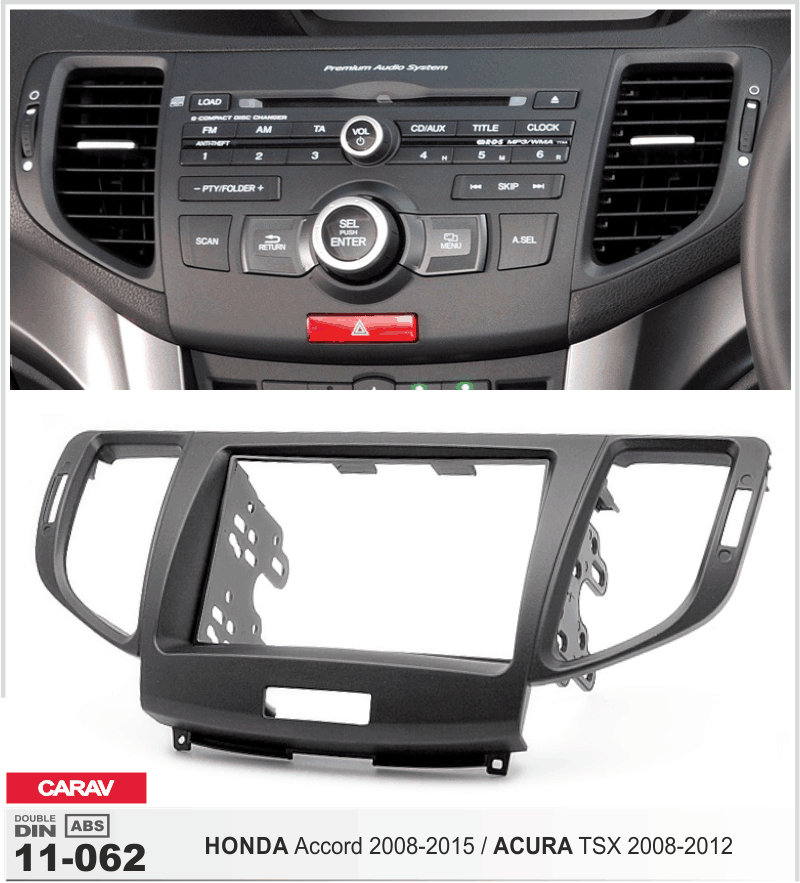 Premium Audio System
LOAD
6 COMPACT DISC CHANGER
FM AM TA VOL CD/AUX TITLE CLOCK
ANTI-THEFT R·D·S MP3/WMA
1 2 3 4 H 5 M 6 R
− PTY/FOLDER + SKIP
SCAN RETURN SEL PUSH ENTER MENU A.SEL
CARAV
DOUBLE DIN ABS
11-062
HONDA Accord 2008-2015 / ACURA TSX 2008-2012